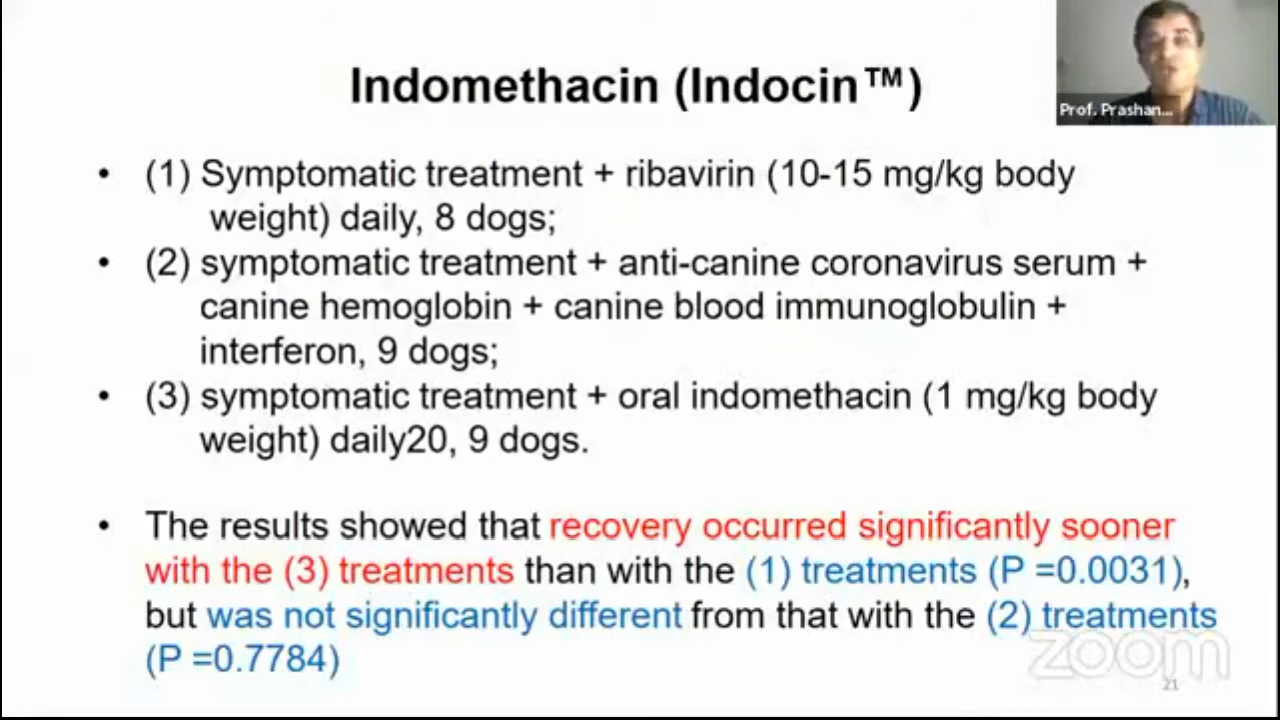 Indomethacin (Indocin™)
Prof. Prashan...
• (1) Symptomatic treatment + ribavirin (10-15 mg/kg body
weight) daily, 8 dogs;
• (2) symptomatic treatment + anti-canine coronavirus serum +
canine hemoglobin + canine blood immunoglobulin +
interferon, 9 dogs;
• (3) symptomatic treatment + oral indomethacin (1 mg/kg body
weight) daily20, 9 dogs.
• The results showed that recovery occurred significantly sooner
with the (3) treatments than with the (1) treatments (P =0.0031),
but was not significantly different from that with the (2) treatments
(P =0.7784)
zoom
21